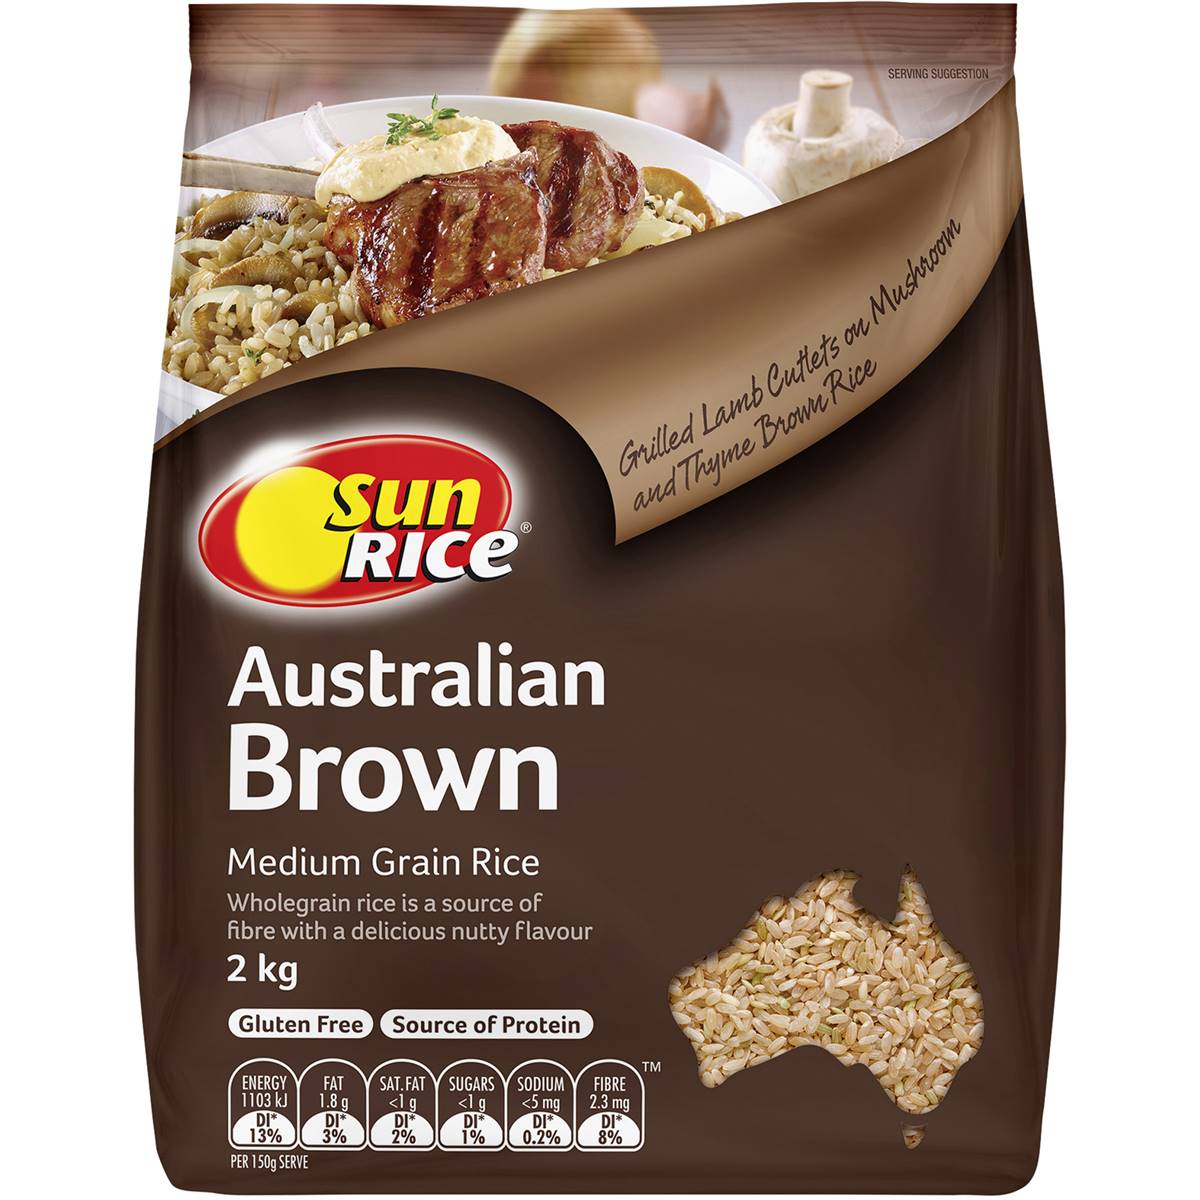 SERVING SUGGESTION
Grilled Lamb Cutlets on Mushroom
and Thyme Brown Rice
Sun
RICE®
Australian
Brown
Medium Grain Rice
Wholegrain rice is a source of
fibre with a delicious nutty flavour
2 kg
Gluten Free Source of Protein
ENERGY 1103 kJ DI* 13%
FAT 1.8 g DI* 3%
SAT. FAT <1 g DI* 2%
SUGARS <1 g DI* 1%
SODIUM <5 mg DI* 0.2%
FIBRE 2.3 mg DI* 8%
TM
PER 150g SERVE